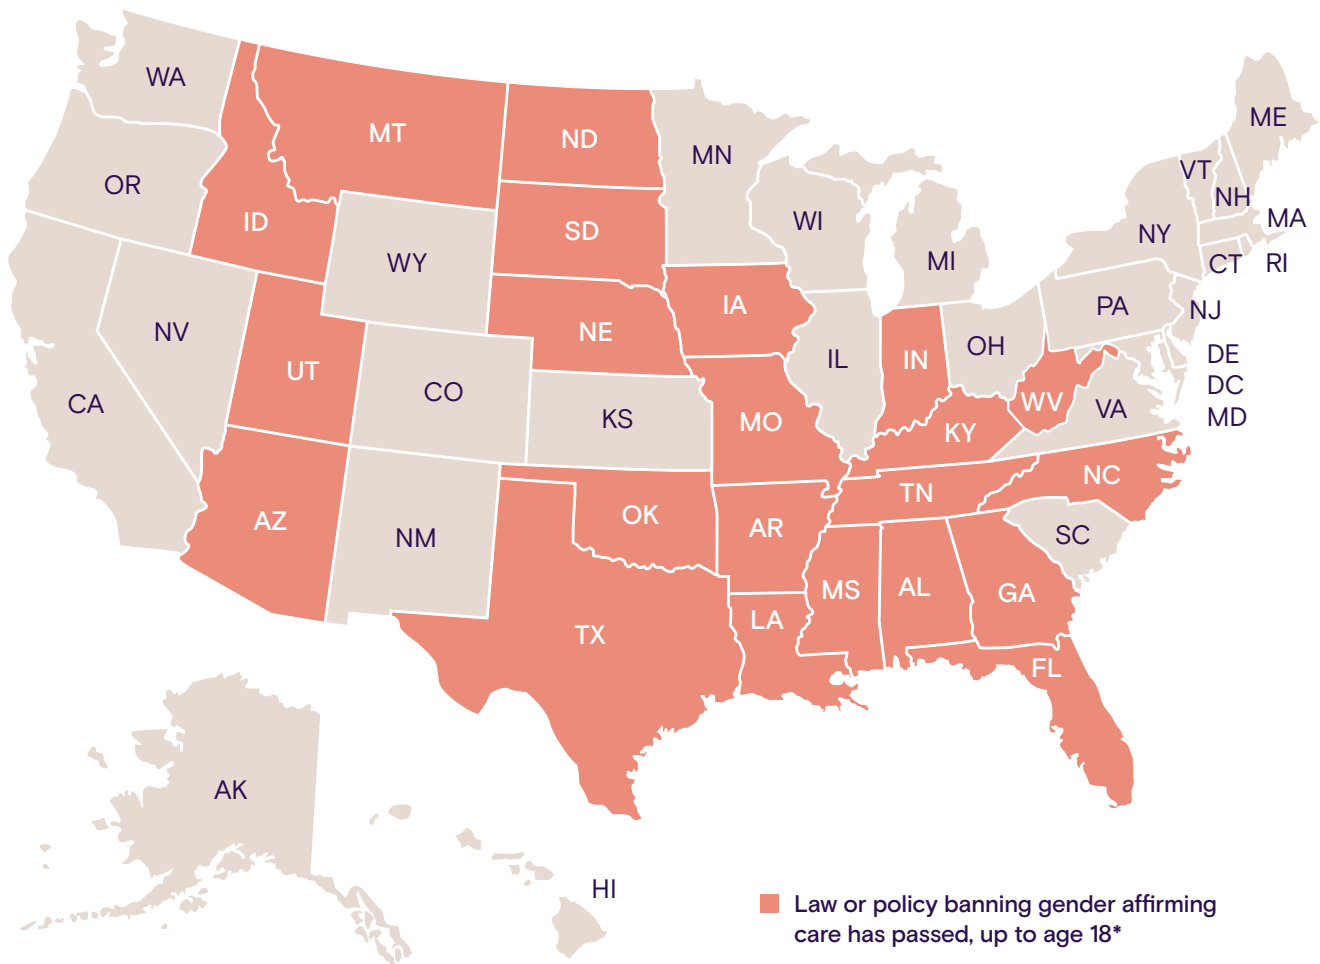 WA
MT
ND
MN
ME
OR
ID
SD
WI
VT
NH
MA
NY
WY
MI
CT
RI
NV
NE
IA
PA
NJ
UT
CO
IL
IN
OH
DE
DC
CA
KS
MO
KY
WV
VA
MD
AZ
NM
OK
AR
TN
NC
SC
TX
LA
MS
AL
GA
FL
AK
HI
Law or policy banning gender affirming
care has passed, up to age 18*